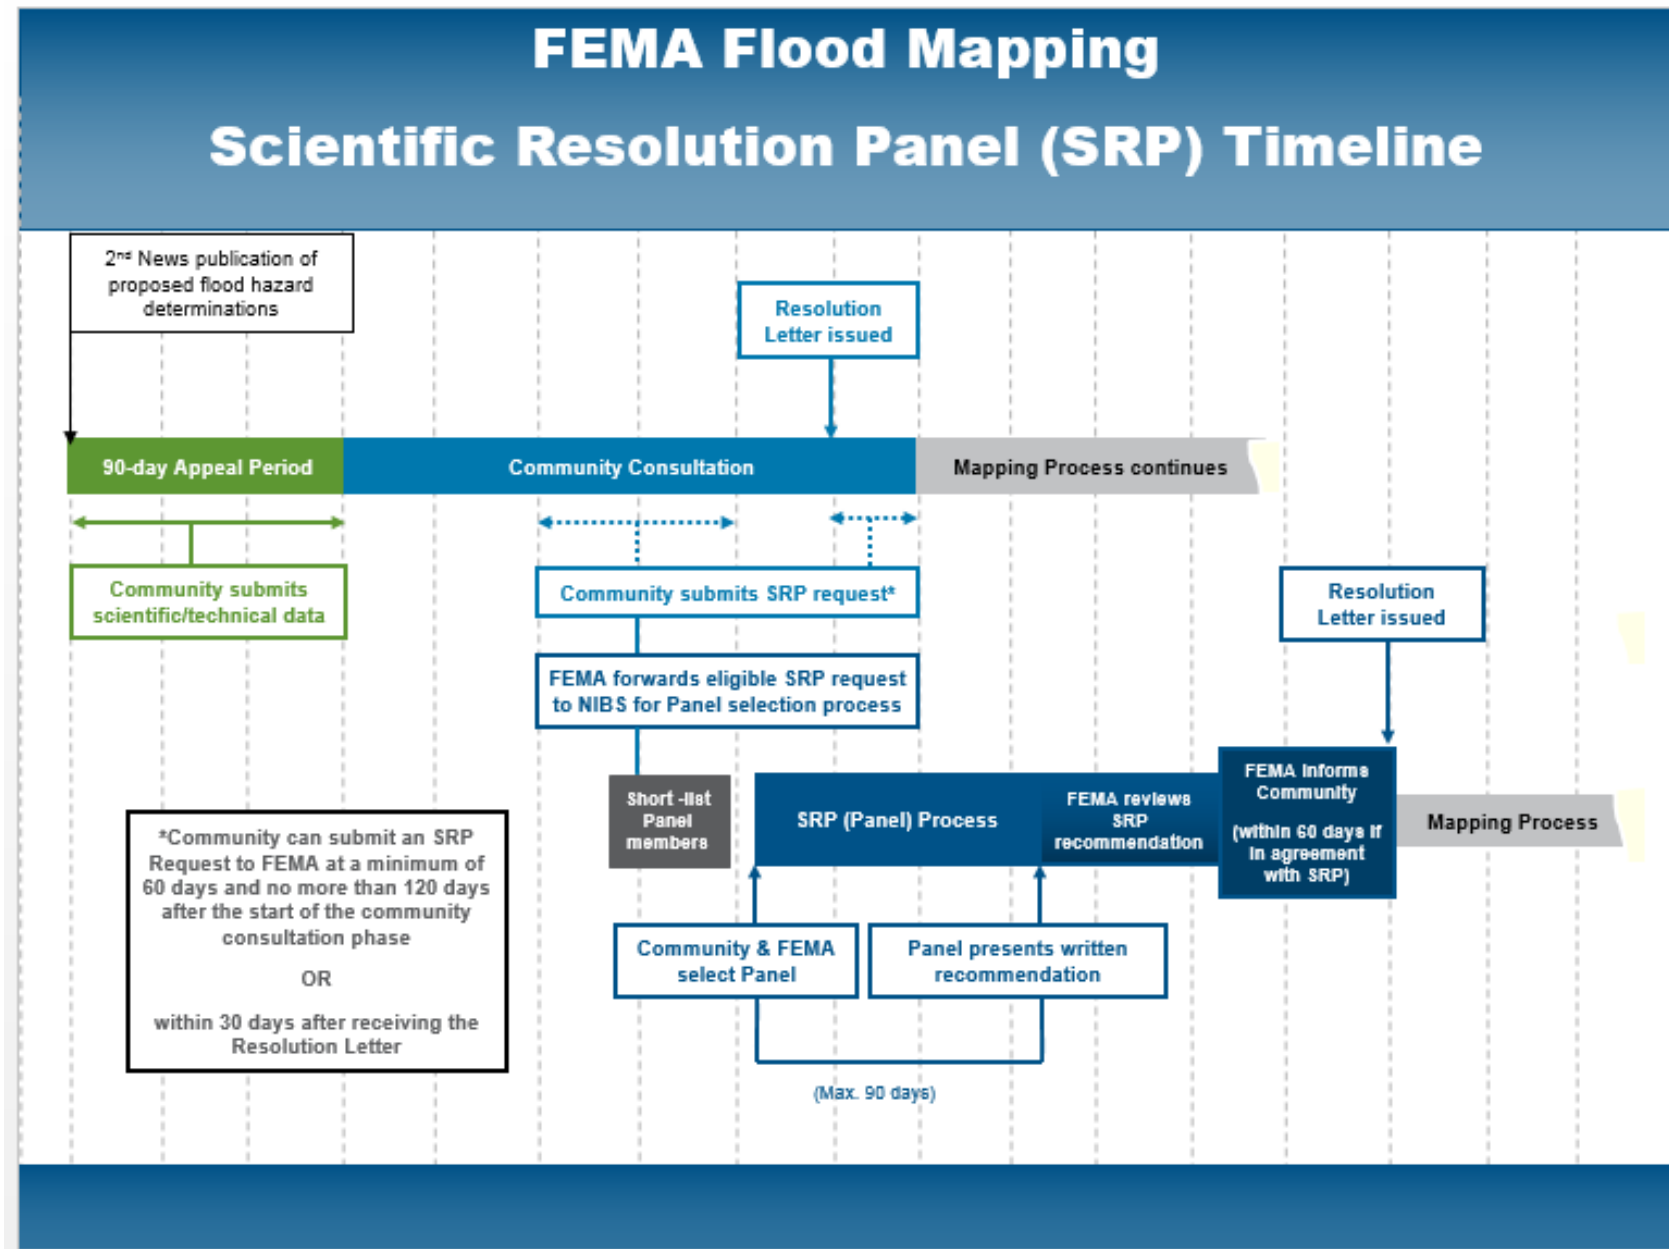 FEMA Flood Mapping
Scientific Resolution Panel (SRP) Timeline
2nd News publication of
proposed flood hazard
determinations
Resolution
Letter issued
90-day Appeal Period
Community Consultation
Mapping Process continues
Community submits
scientific/technical data
Community submits SRP request*
Resolution
Letter issued
FEMA forwards eligible SRP request
to NIBS for Panel selection process
Short -list
Panel
members
SRP (Panel) Process
FEMA reviews
SRP
recommendation
FEMA Informs
Community
(within 60 days if
in agreement
with SRP)
Mapping Process
*Community can submit an SRP
Request to FEMA at a minimum of
60 days and no more than 120 days
after the start of the community
consultation phase
OR
within 30 days after receiving the
Resolution Letter
Community & FEMA
select Panel
Panel presents written
recommendation
(Max. 90 days)